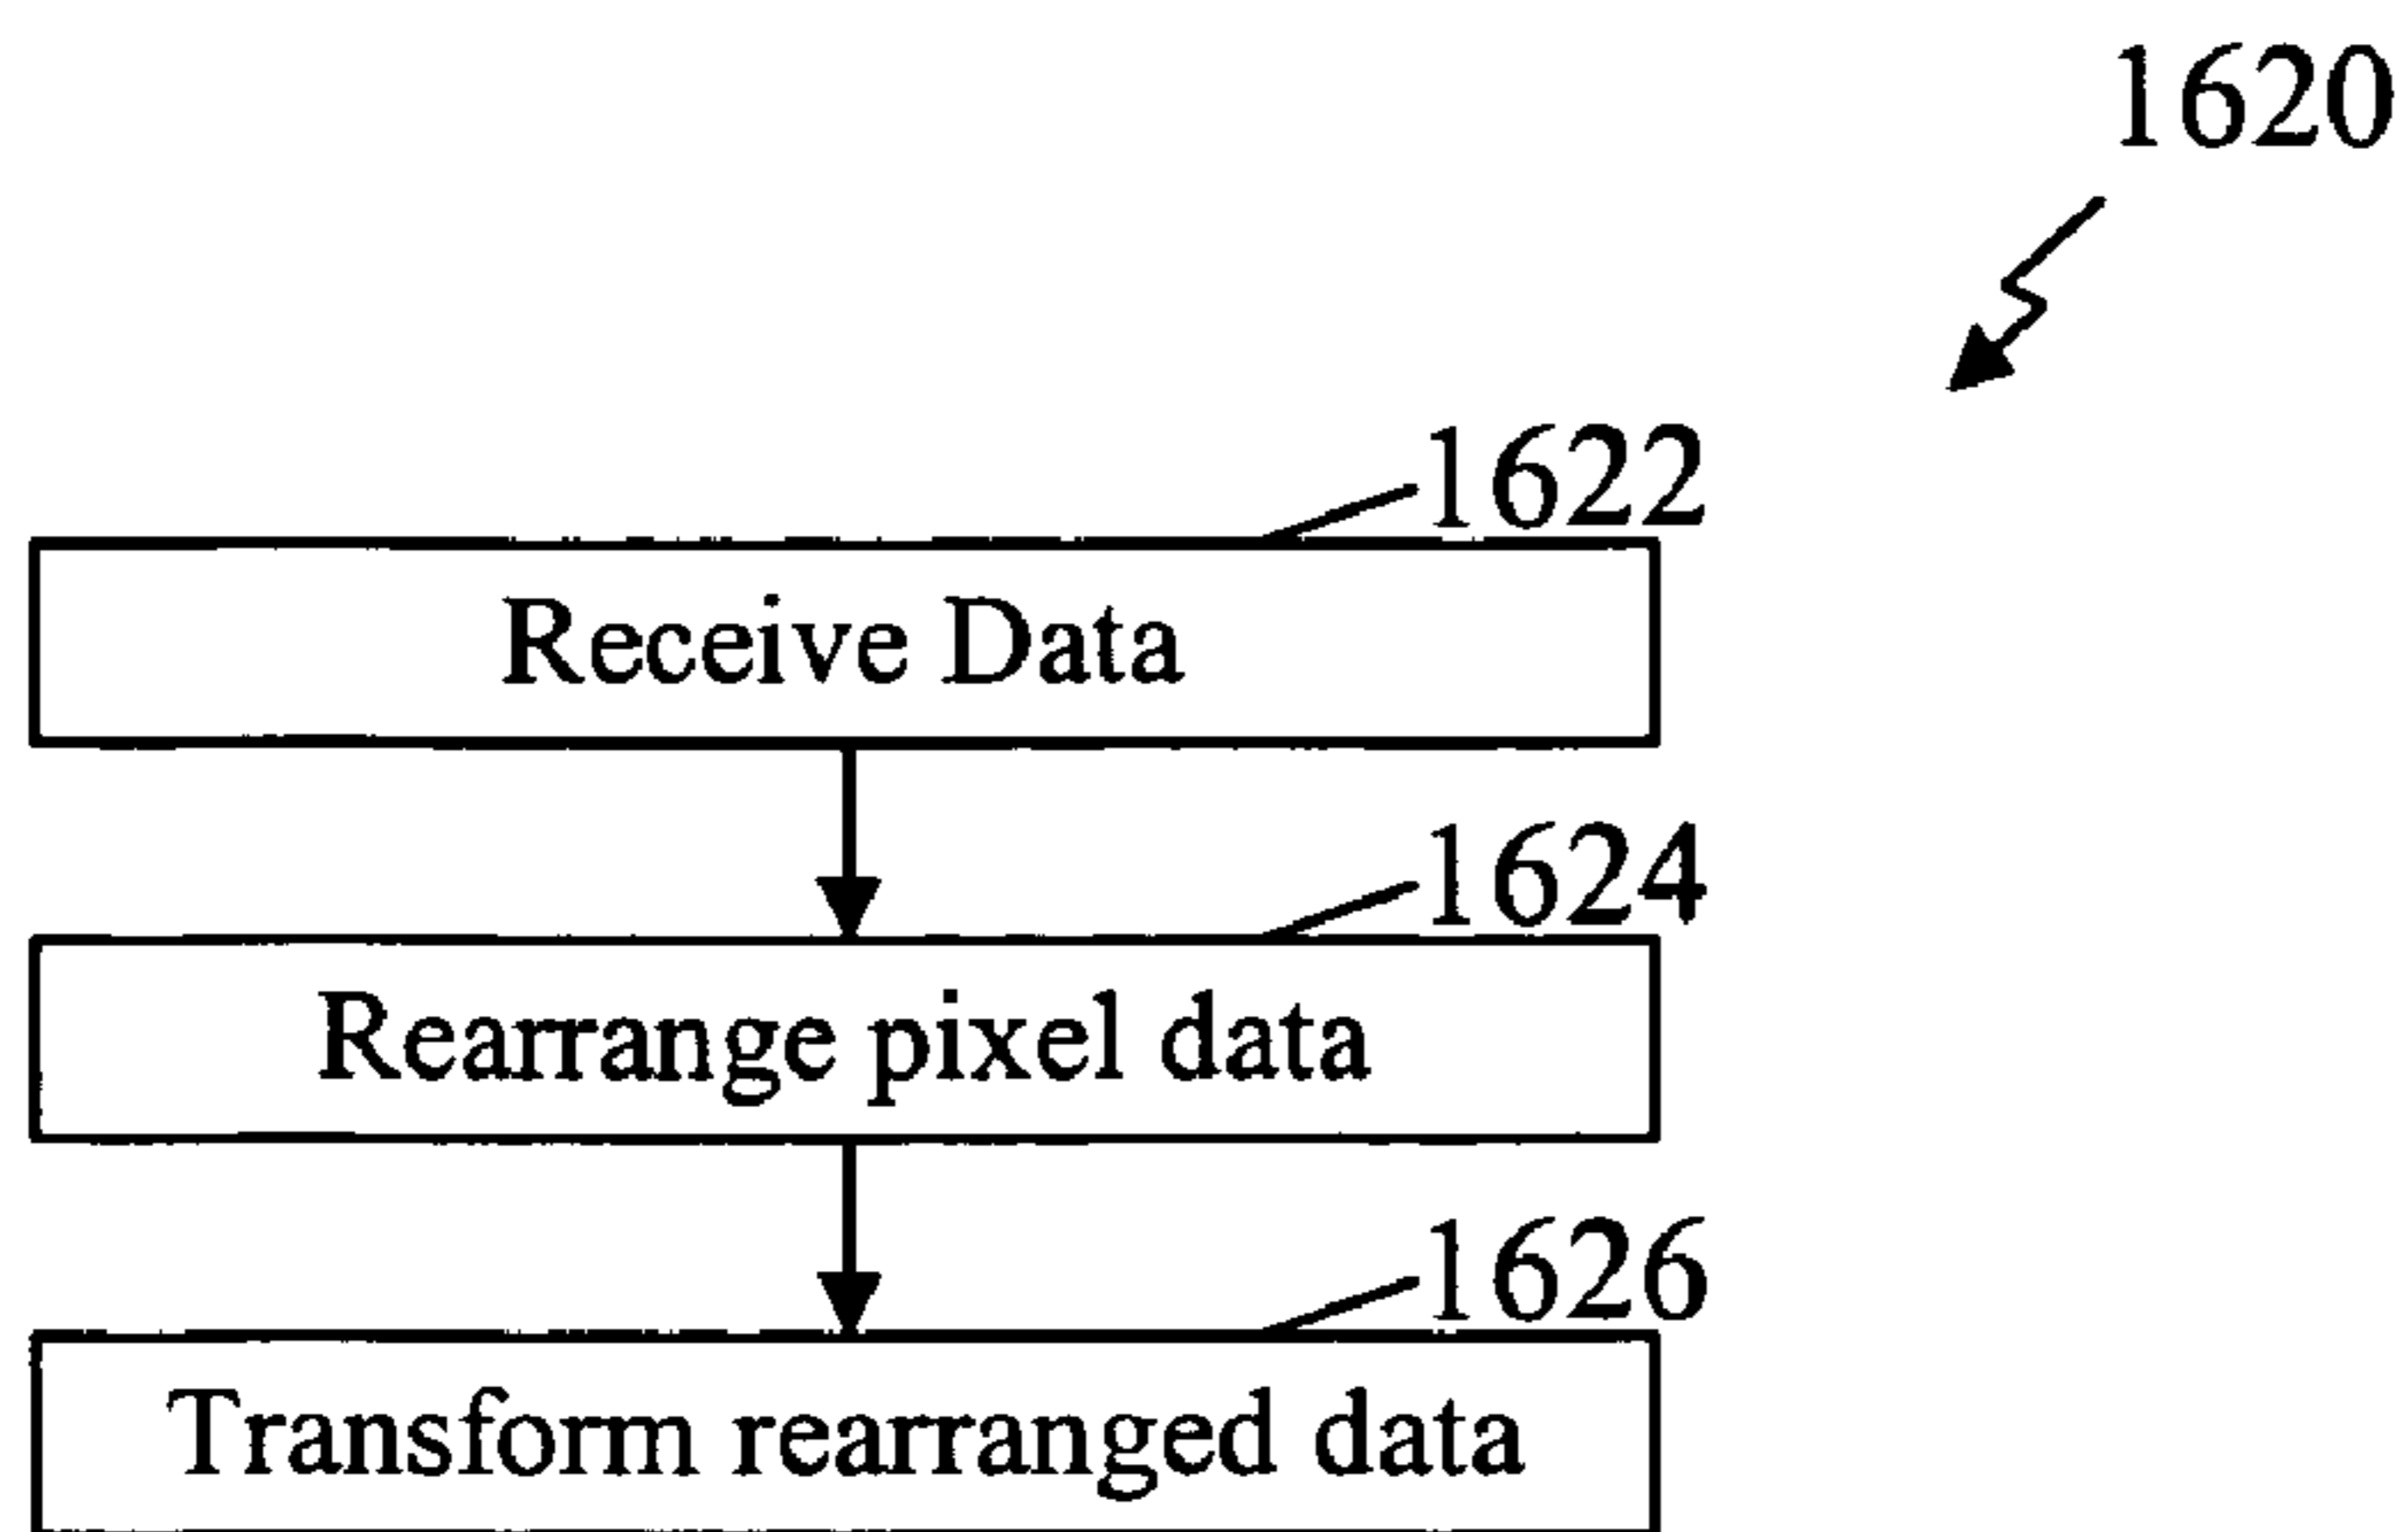 1620
1622
Receive Data
1624
Rearrange pixel data
1626
Transform rearranged data